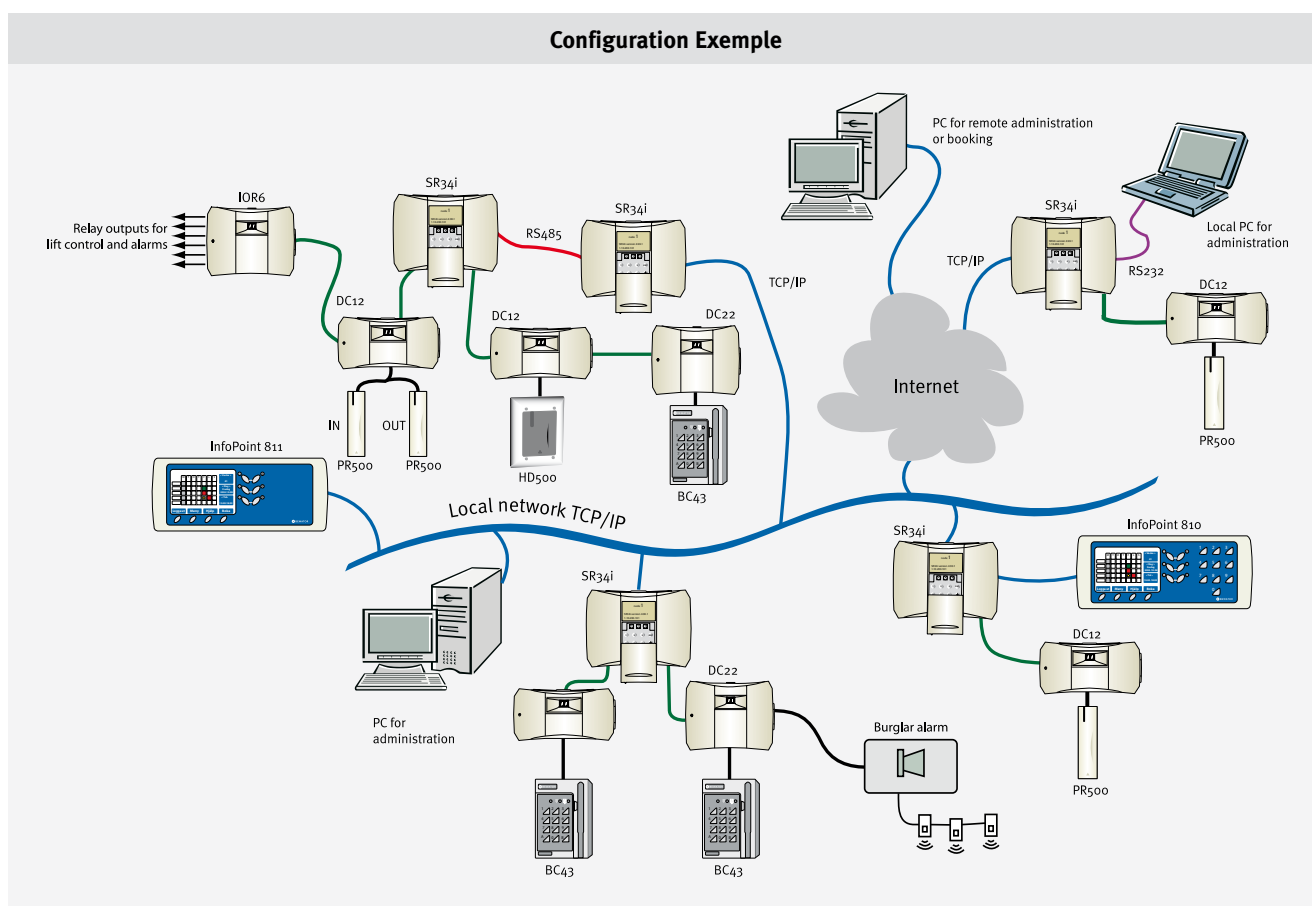 Configuration Exemple
PC for remote administration
or booking
IOR6
SR34i
SR34i
SR34i
Relay outputs for
lift control and alarms
RS485
TCP/IP
TCP/IP
Local PC for
administration
RS232
DC12
DC12
DC22
DC12
Internet
IN
OUT
PR500
PR500
HD500
BC43
PR500
InfoPoint 811
Local network TCP/IP
SR34i
InfoPoint 810
SR34i
DC12
DC22
PC for
administration
Burglar alarm
PR500
BC43
BC43